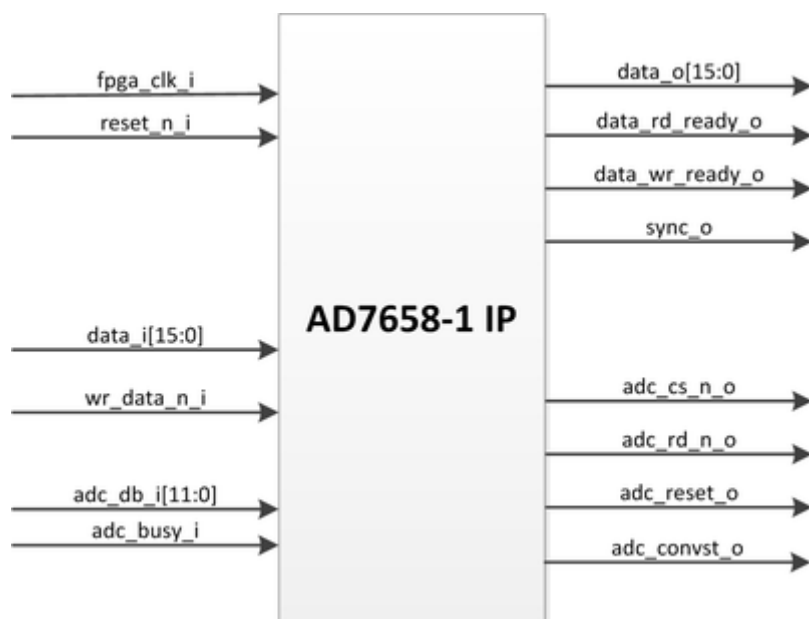 fpga_clk_i
reset_n_i
data_i[15:0]
wr_data_n_i
adc_db_i[11:0]
adc_busy_i
AD7658-1 IP
data_o[15:0]
data_rd_ready_o
data_wr_ready_o
sync_o
adc_cs_n_o
adc_rd_n_o
adc_reset_o
adc_convst_o